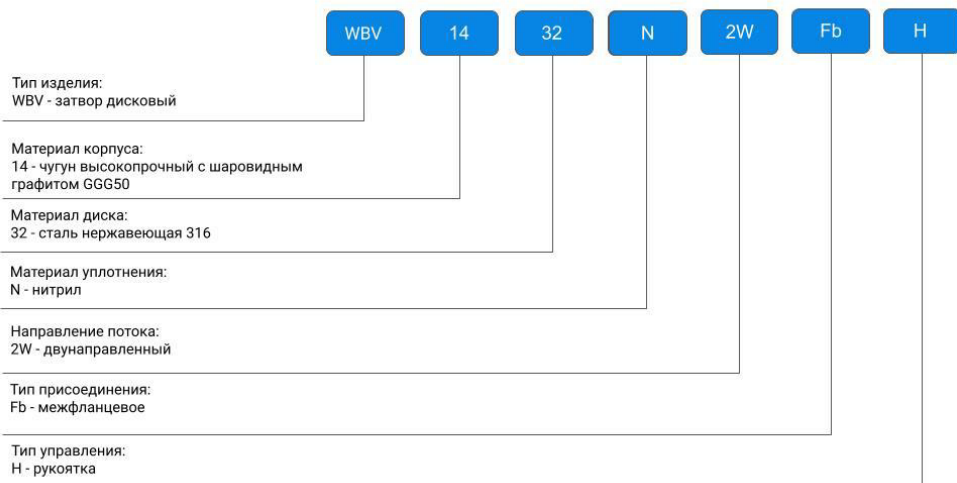 WBV 14 32 N 2W Fb H
Тип изделия:
WBV - затвор дисковый
Материал корпуса:
14 - чугун высокопрочный с шаровидным
графитом GGG50
Материал диска:
32 - сталь нержавеющая 316
Материал уплотнения:
N - нитрил
Направление потока:
2W - двунаправленный
Тип присоединения:
Fb - межфланцевое
Тип управления:
H - рукоятка